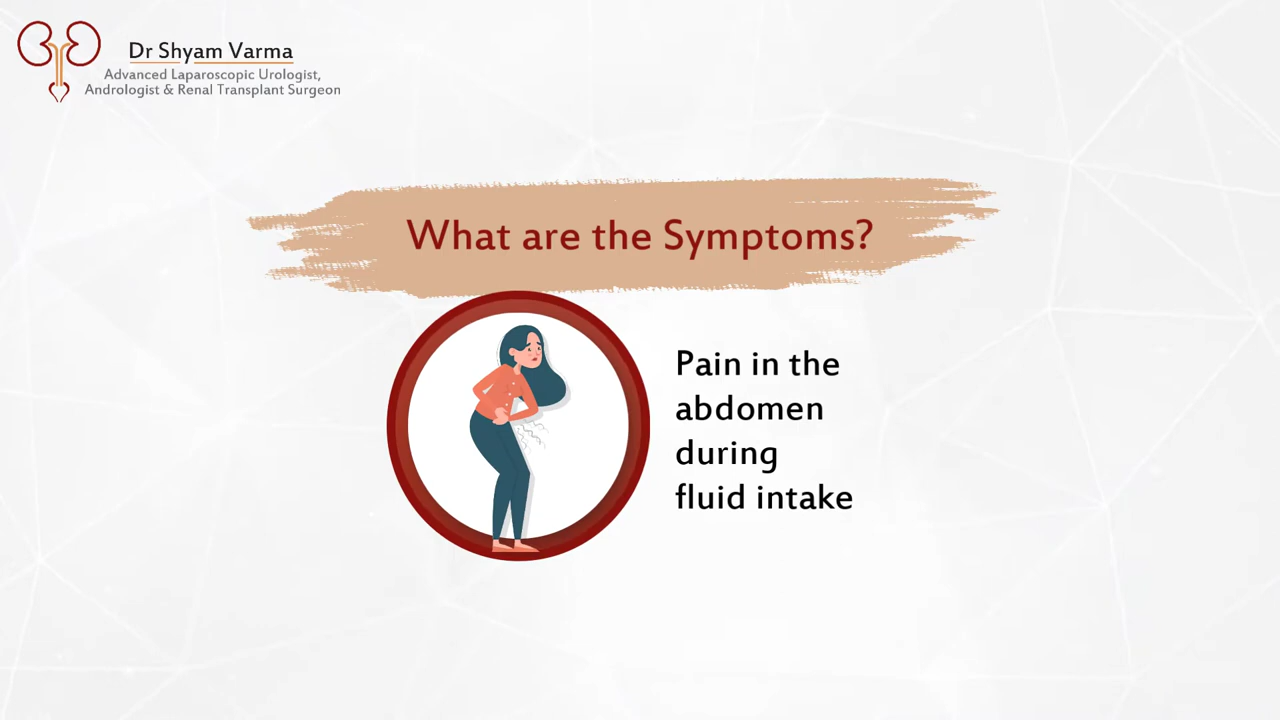 Dr Shyam Varma
Advanced Laparoscopic Urologist,
Andrologist & Renal Transplant Surgeon
What are the Symptoms?
Pain in the
abdomen
during
fluid intake